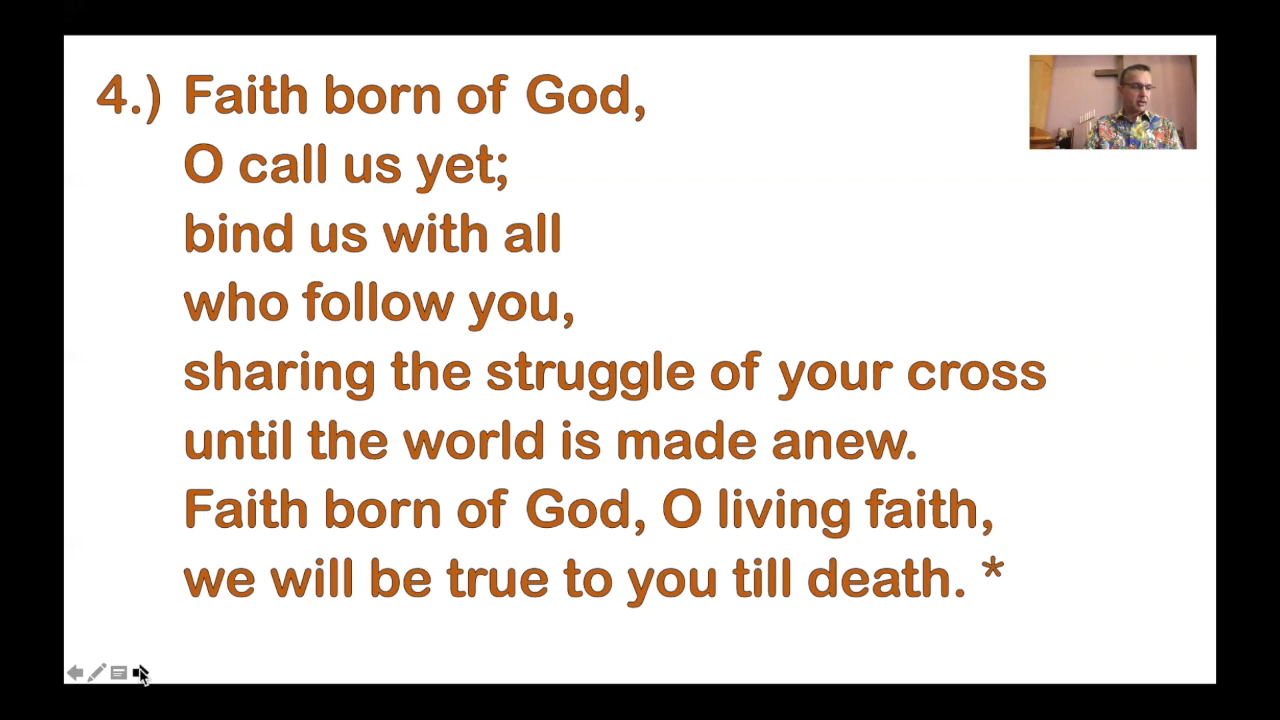 4.) Faith born of God,
O call us yet;
bind us with all
who follow you,
sharing the struggle of your cross
until the world is made anew.
Faith born of God, O living faith,
we will be true to you till death. *